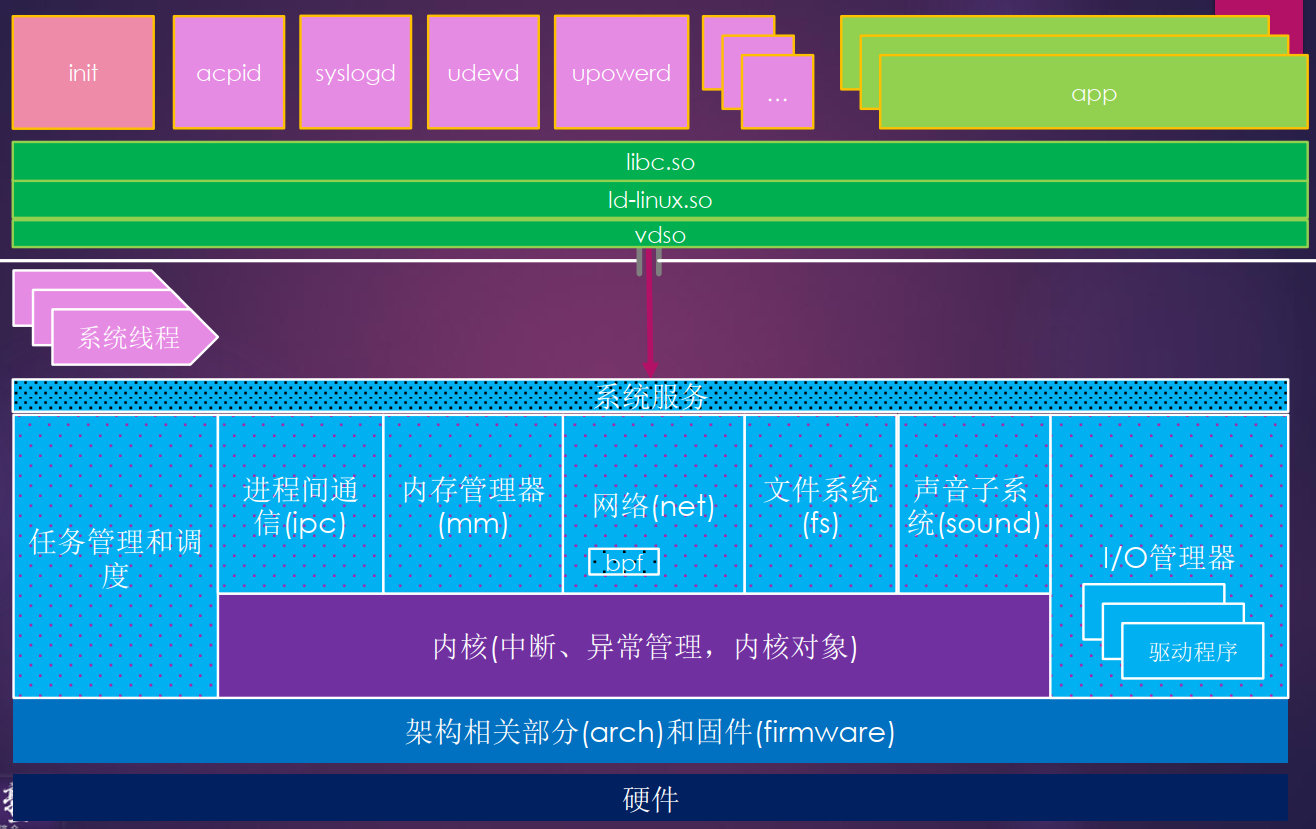 init
acpid
syslogd
udevd
upowerd
...
app
libc.so
ld-linux.so
vdso
系统线程
系统服务
任务管理和调
度
进程间通
信(ipc)
内存管理器
(mm)
网络(net)
bpf
文件系统
(fs)
声音子系
统(sound)
I/O管理器
驱动程序
内核(中断、异常管理，内核对象)
架构相关部分(arch)和固件(firmware)
硬件